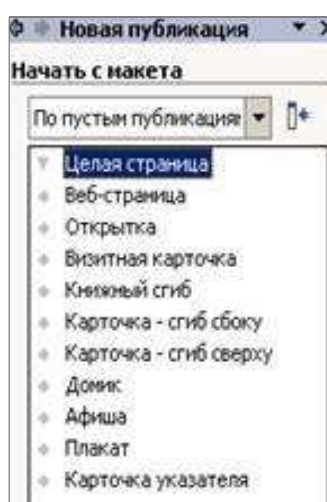 Новая публикация
Начать с макета
По пустым публикация
Целая страница
Веб-страница
Открытка
Визитная карточка
Книжный сгиб
Карточка - сгиб сбоку
Карточка - сгиб сверху
Домик
Афиша
Плакат
Карточка указателя